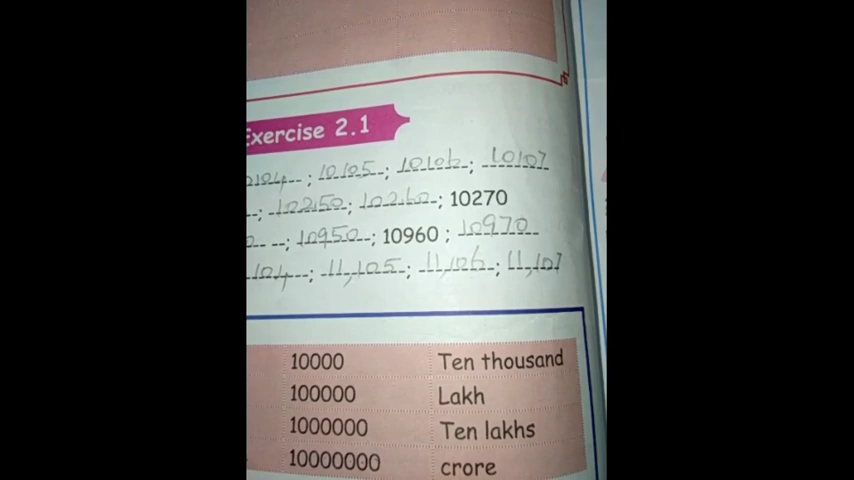 Exercise 2.1
10105 ; 10106 ; 10107
10250 ; 10260 ; 10270
10950 ; 10960 ; 10970
11,105 ; 11,106 ; 11,107
10000 Ten thousand
100000 Lakh
1000000 Ten lakhs
10000000 crore